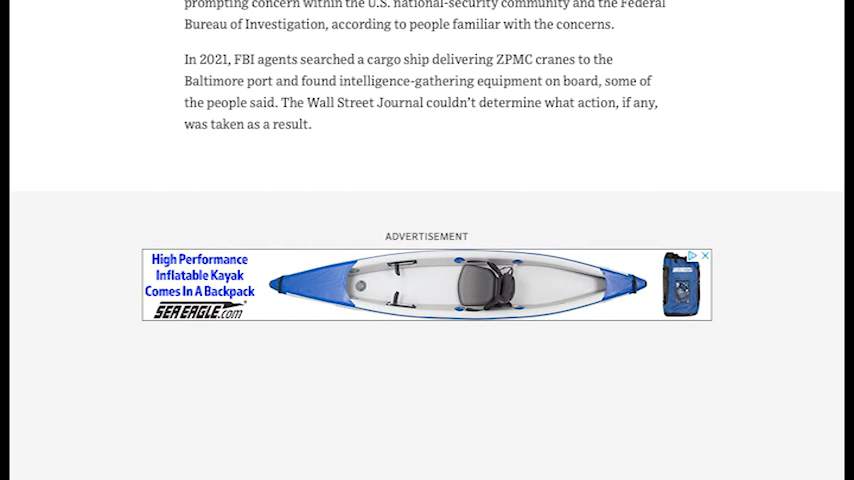 prompting concern within the U.S. national-security community and the Federal
Bureau of Investigation, according to people familiar with the concerns.
In 2021, FBI agents searched a cargo ship delivering ZPMC cranes to the
Baltimore port and found intelligence-gathering equipment on board, some of
the people said. The Wall Street Journal couldn't determine what action, if any,
was taken as a result.
ADVERTISEMENT
High Performance
Inflatable Kayak
Comes In A Backpack
SEA EAGLE.com